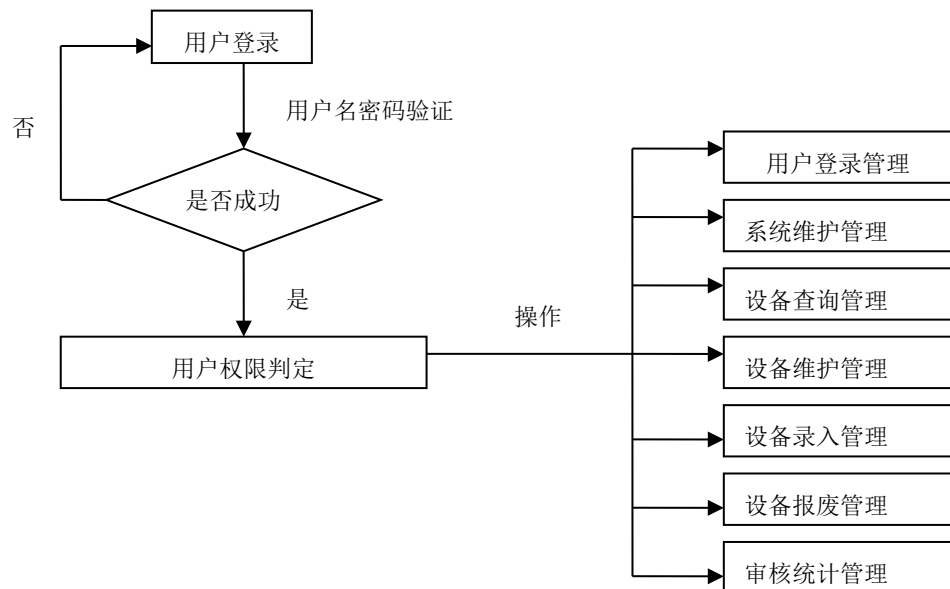 用户登录
用户名密码验证
否
是否成功
是
用户权限判定
操作
用户登录管理
系统维护管理
设备查询管理
设备维护管理
设备录入管理
设备报废管理
审核统计管理